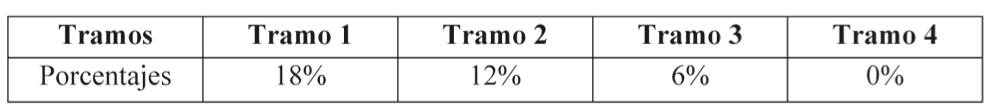 Tramos Tramo 1 Tramo 2 Tramo 3 Tramo 4
Porcentajes 18% 12% 6% 0%